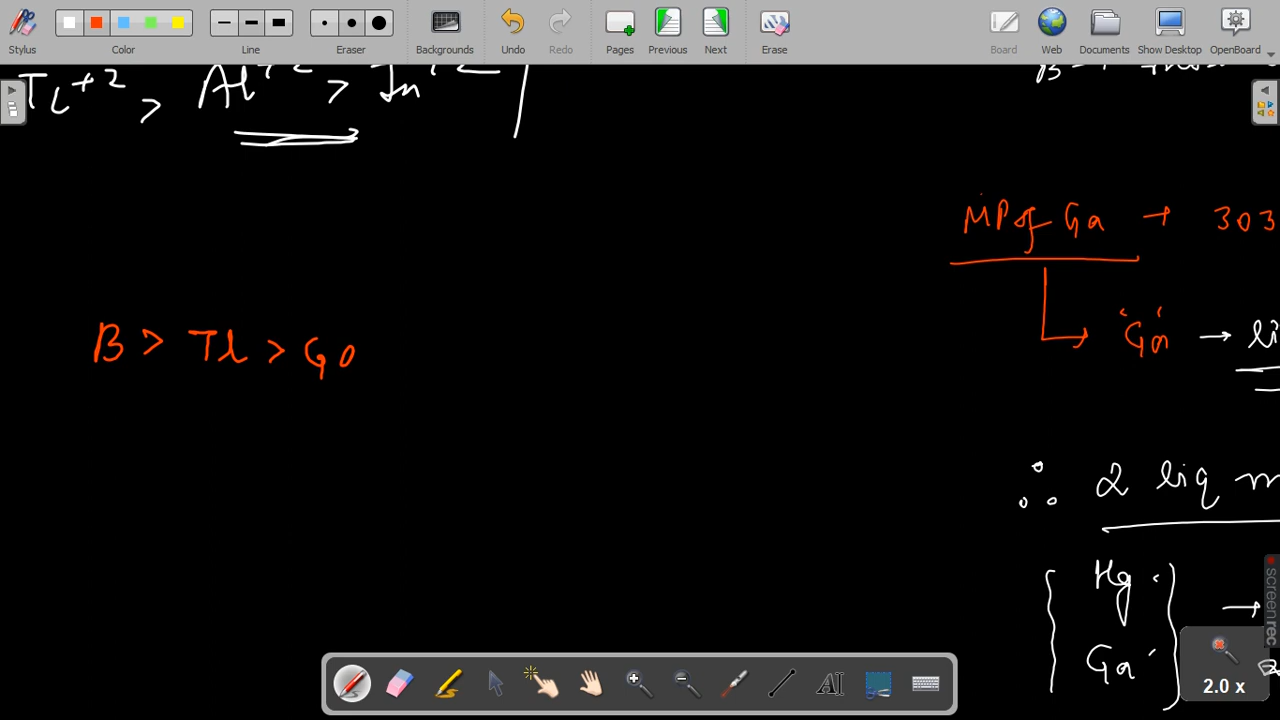 Stylus Color Line Eraser Backgrounds Undo Redo Pages Previous Next Erase Board Web Documents Show Desktop OpenBoard
Tl+2 > Al+2 > In+2
MP of Ga → 303
B > Tl > Ga
"Ga" → li
∴ 2 liq m
Hg
Ga
2.0 x
screenrec